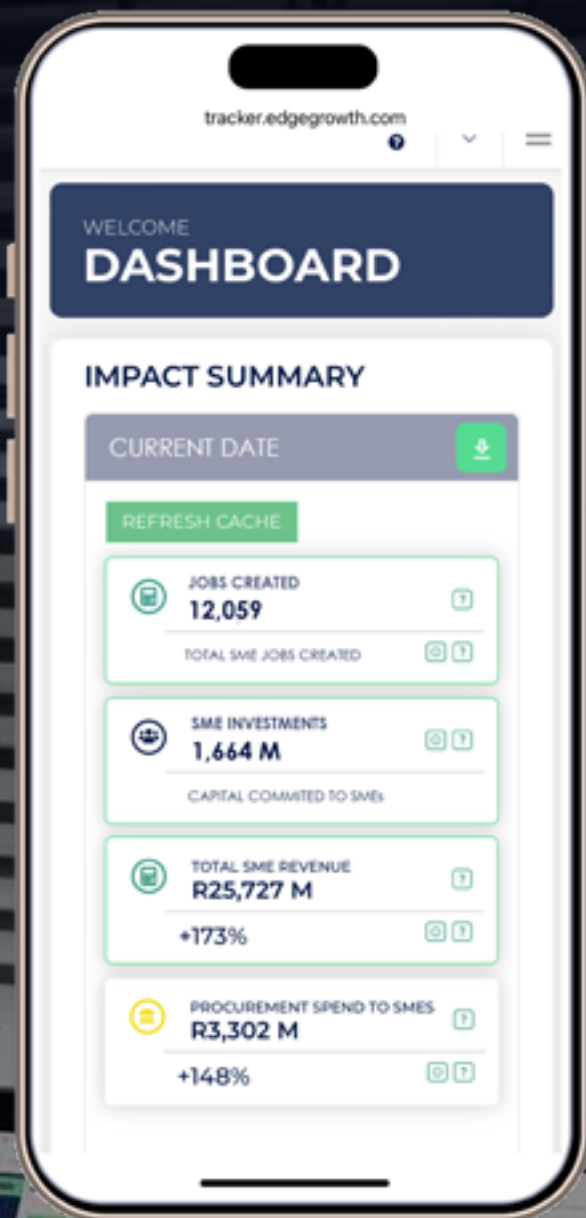 tracker.edgegrowth.com
WELCOME
DASHBOARD
IMPACT SUMMARY
CURRENT DATE
REFRESH CACHE
JOBS CREATED
12,059
TOTAL SME JOBS CREATED
SME INVESTMENTS
1,664 M
CAPITAL COMMITED TO SMEs
TOTAL SME REVENUE
R25,727 M
+173%
PROCUREMENT SPEND TO SMES
R3,302 M
+148%